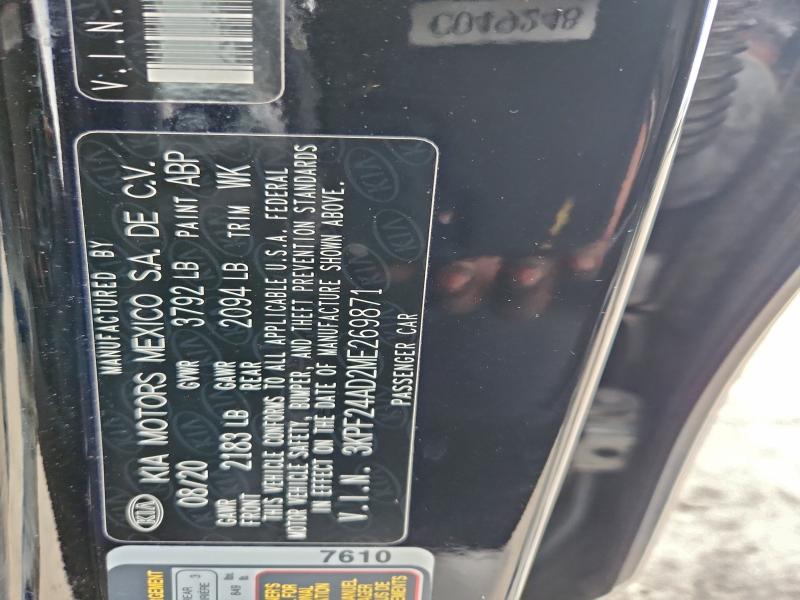 V.I.N.
C049248
MANUFACTURED BY
KIA KIA MOTORS MEXICO S.A. DE C.V.
08/20 GVWR 3792 LB PAINT ABP
GAWR FRONT 2183 LB GAWR REAR 2094 LB TRIM WK
THIS VEHICLE CONFORMS TO ALL APPLICABLE U.S.A. FEDERAL
MOTOR VEHICLE SAFETY, BUMPER, AND THEFT PREVENTION STANDARDS
IN EFFECT ON THE DATE OF MANUFACTURE SHOWN ABOVE.
V.I.N. 3KPF24AD2ME269871
PASSENGER CAR
7610